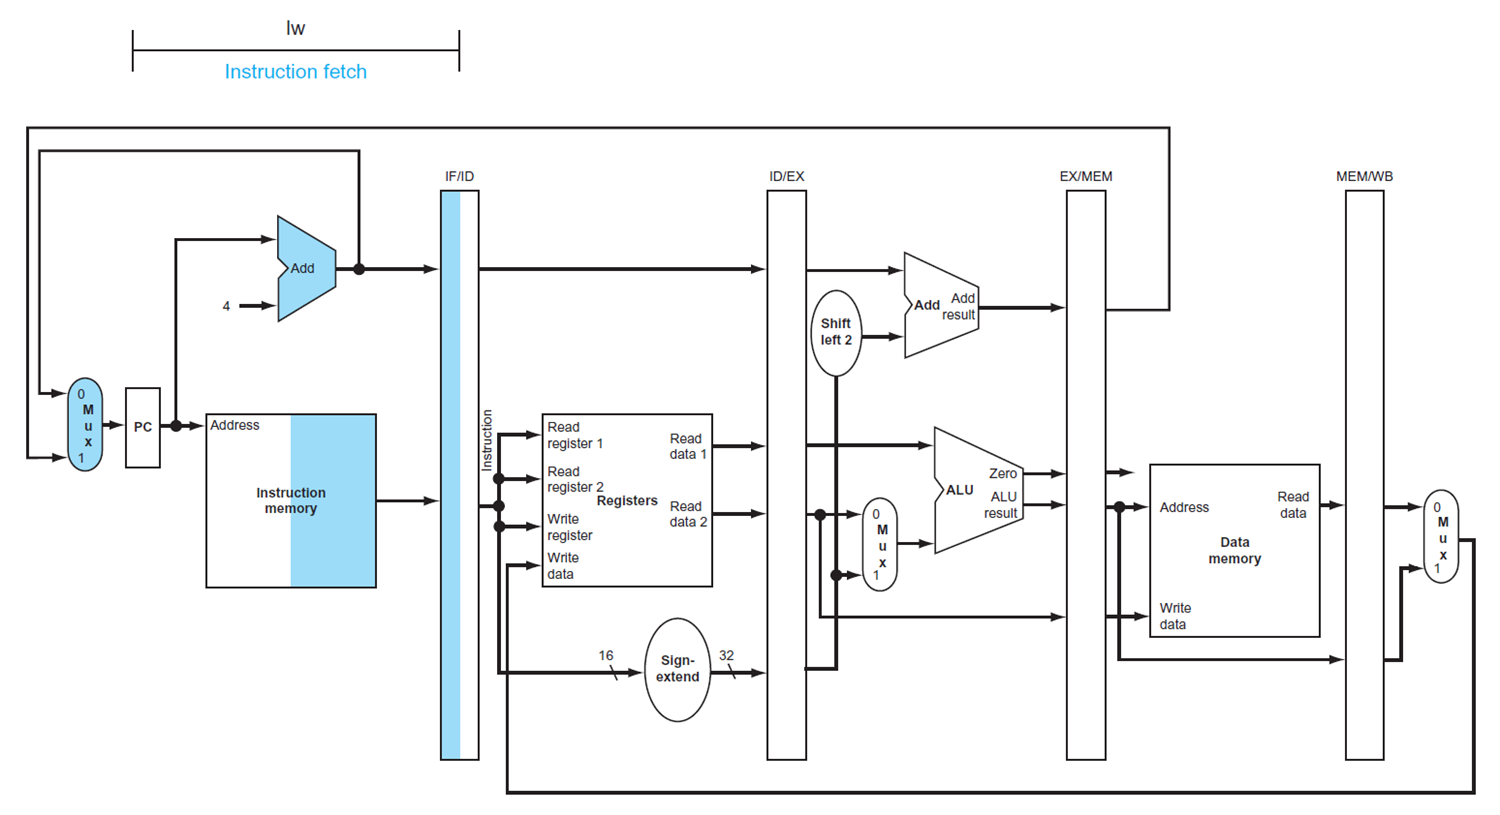 lw
Instruction fetch
IF/ID
ID/EX
EX/MEM
MEM/WB
Add
4
0
M
u
x
1
PC
Address
Instruction
memory
Instruction
Read
register 1
Read
register 2
Write
register
Write
data
Registers
Read
data 1
Read
data 2
16
Sign-
extend
32
Shift
left 2
Add
Add
result
0
M
u
x
1
ALU
Zero
ALU
result
Address
Read
data
Data
memory
Write
data
0
M
u
x
1